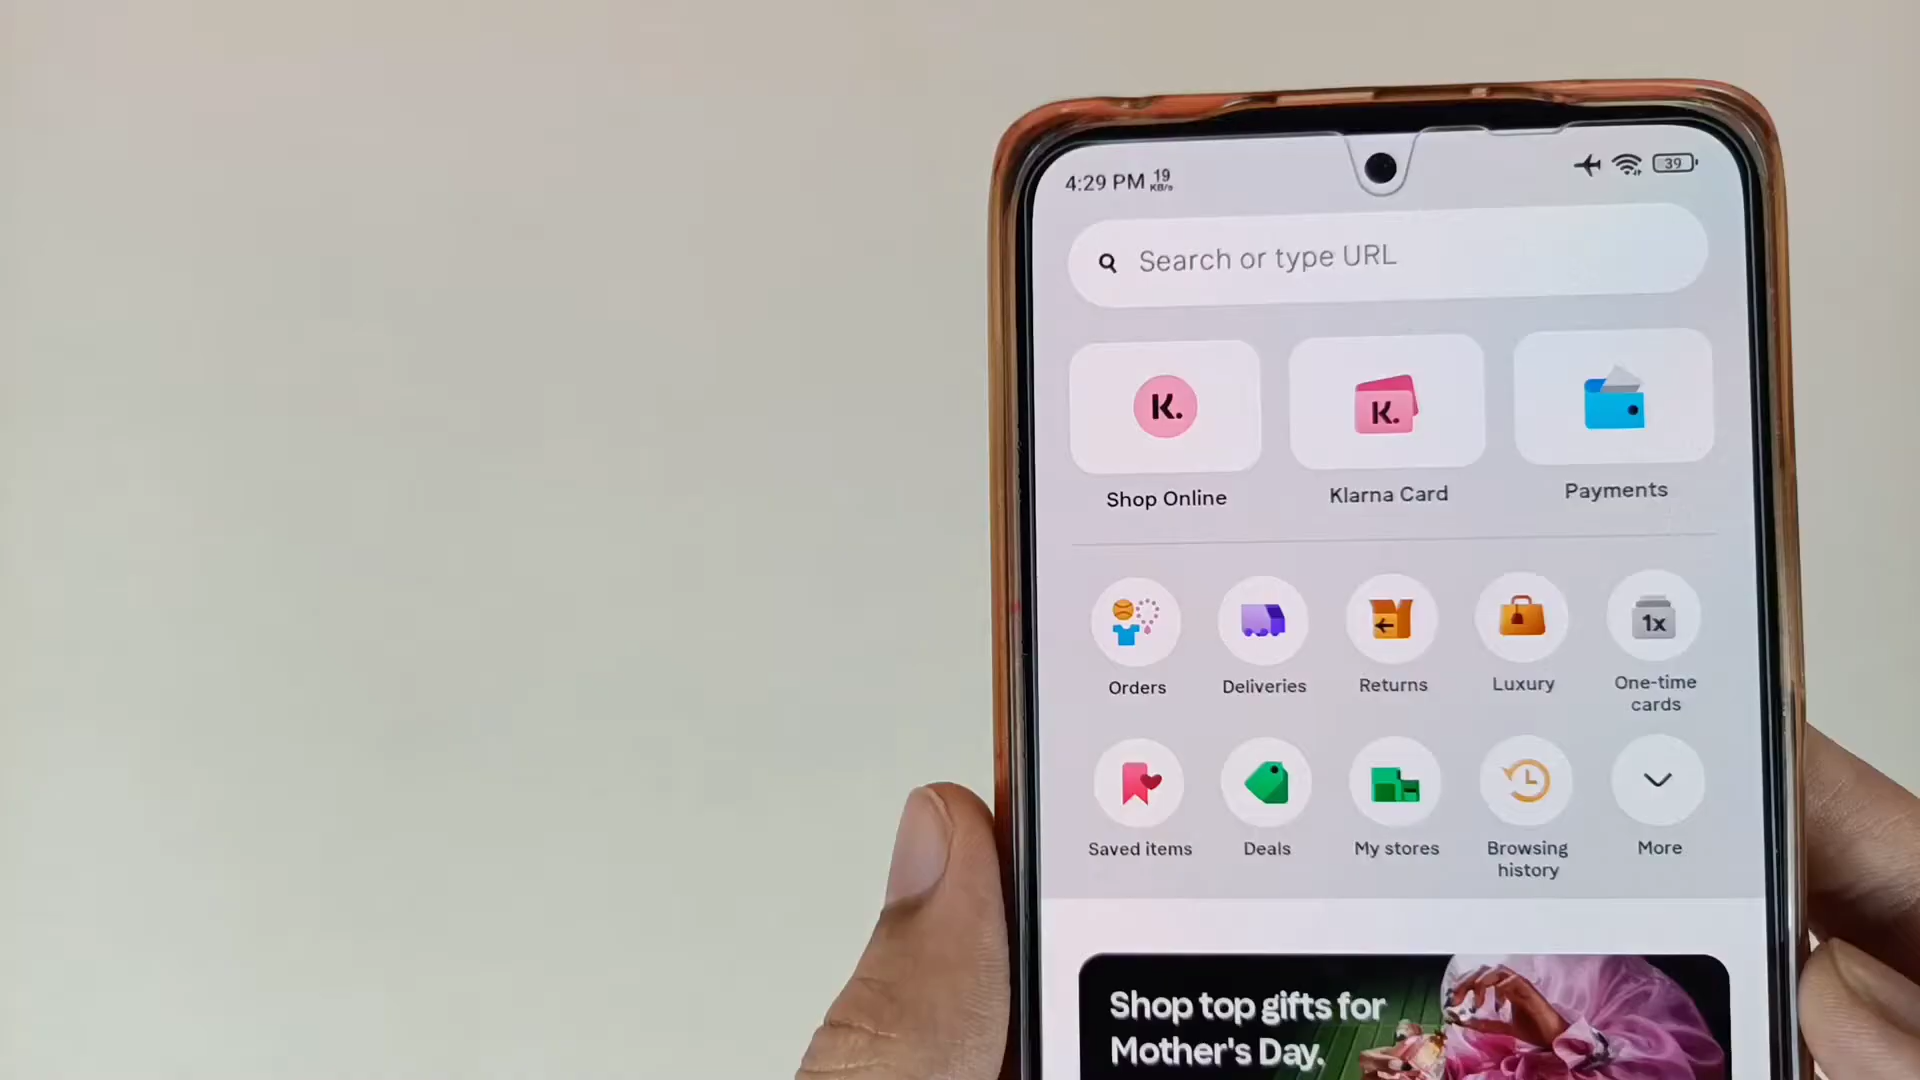 4:29 PM 19 KB/s 39
Search or type URL
K. K.
Shop Online Klarna Card Payments
1x
Orders Deliveries Returns Luxury One-time cards
Saved items Deals My stores Browsing history More
Shop top gifts for
Mother's Day.